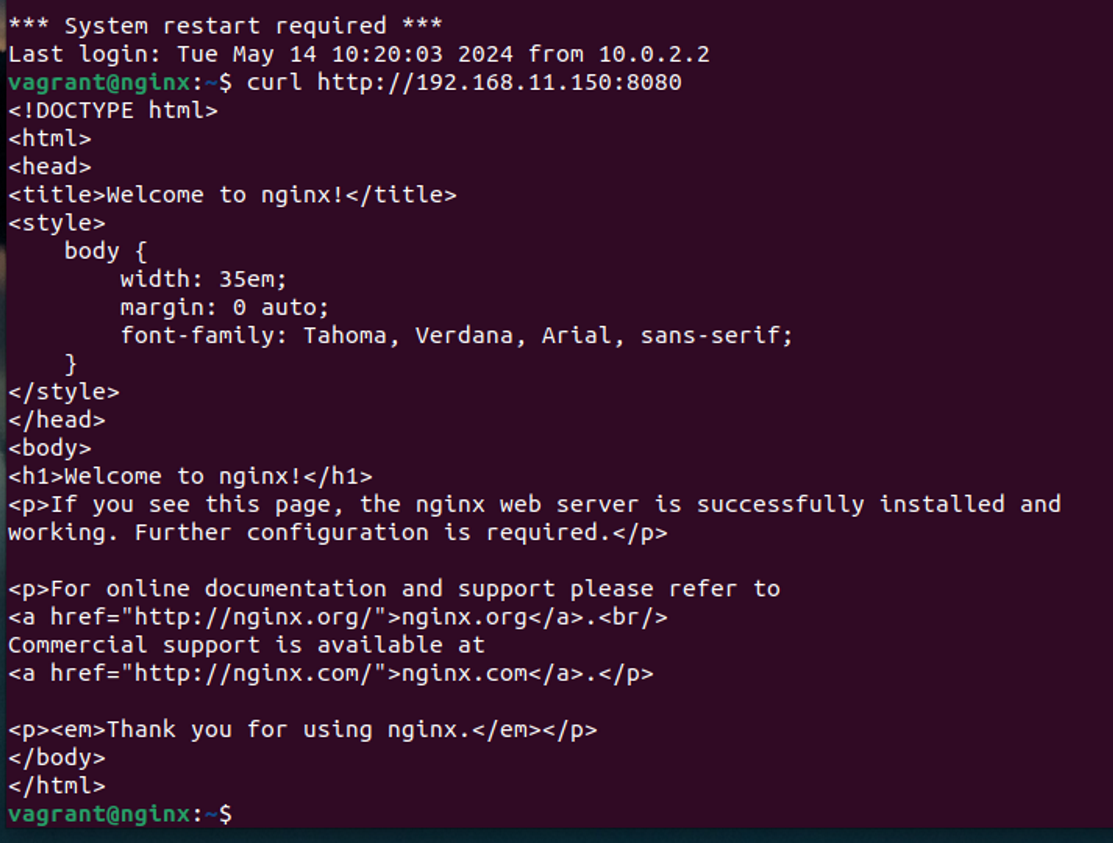 *** System restart required ***
Last login: Tue May 14 10:20:03 2024 from 10.0.2.2
vagrant@nginx:~$ curl http://192.168.11.150:8080
<!DOCTYPE html>
<html>
<head>
<title>Welcome to nginx!</title>
<style>
    body {
        width: 35em;
        margin: 0 auto;
        font-family: Tahoma, Verdana, Arial, sans-serif;
    }
</style>
</head>
<body>
<h1>Welcome to nginx!</h1>
<p>If you see this page, the nginx web server is successfully installed and
working. Further configuration is required.</p>

<p>For online documentation and support please refer to
<a href="http://nginx.org/">nginx.org</a>.<br/>
Commercial support is available at
<a href="http://nginx.com/">nginx.com</a>.</p>

<p><em>Thank you for using nginx.</em></p>
</body>
</html>
vagrant@nginx:~$